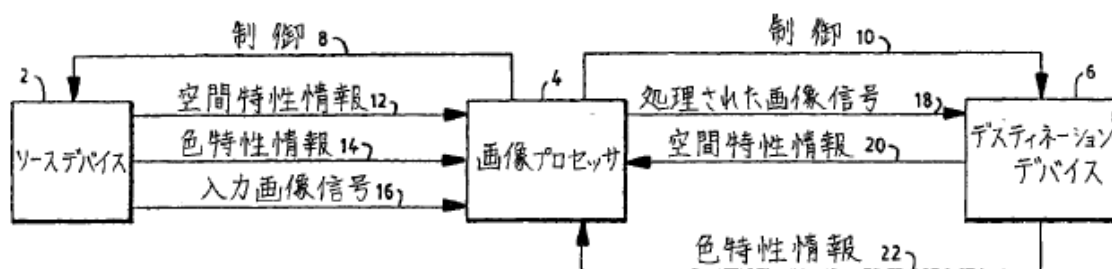 制御 8
制御 10
2
4
6
空間特性情報 12
処理された画像信号 18
ソースデバイス
色特性情報 14
画像プロセッサ
空間特性情報 20
デスティネーション
デバイス
入力画像信号 16
色特性情報 22